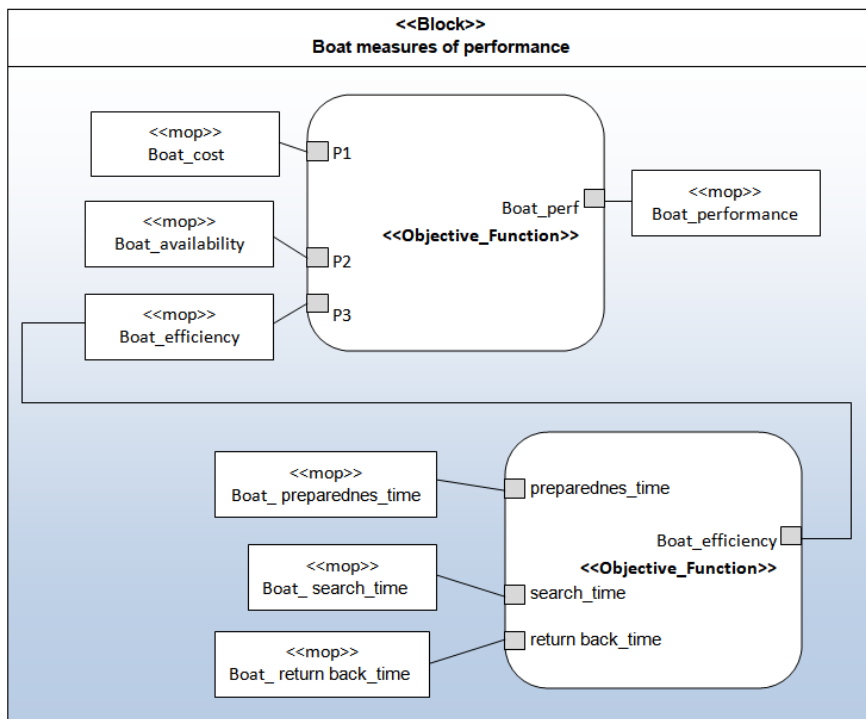 <<Block>>
Boat measures of performance
<<mop>>
Boat_cost
P1
<<mop>>
Boat_availability
P2
<<mop>>
Boat_efficiency
P3
Boat_perf
<<Objective_Function>>
<<mop>>
Boat_performance
<<mop>>
Boat_ preparednes_time
preparednes_time
<<mop>>
Boat_ search_time
search_time
<<mop>>
Boat_ return back_time
return back_time
Boat_efficiency
<<Objective_Function>>